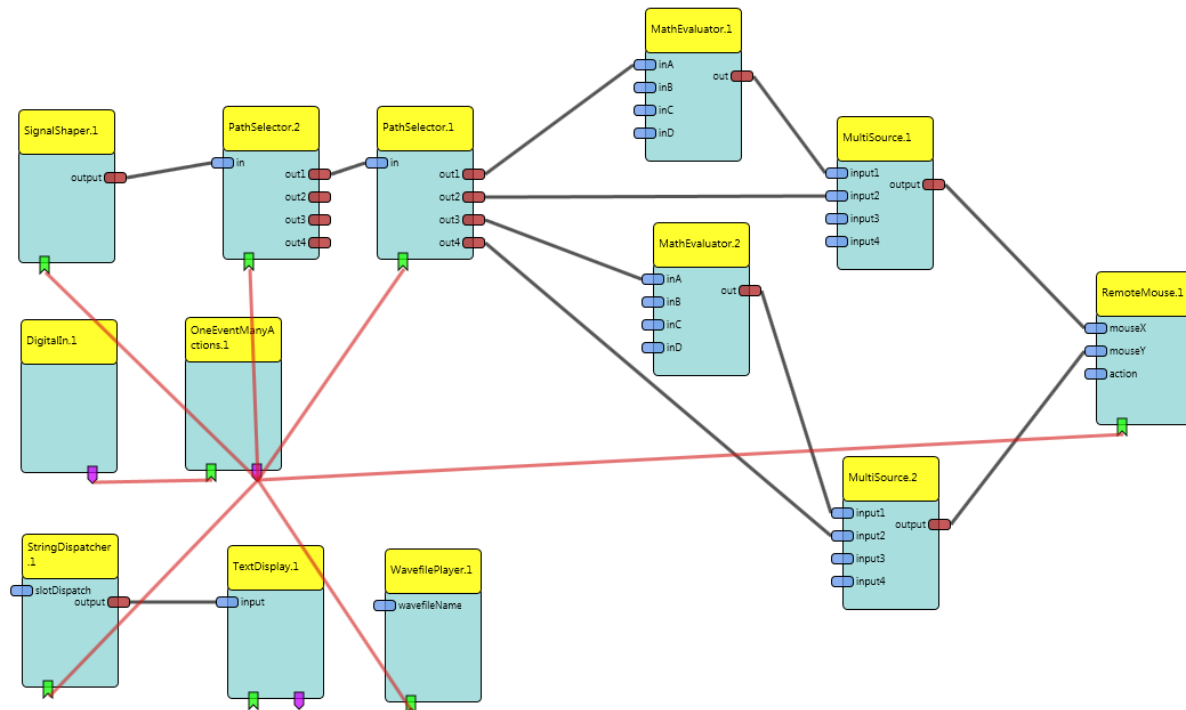 MathEvaluator.1
inA
out
inB
inC
inD
SignalShaper.1
output
PathSelector.2
in
out1
out2
out3
out4
PathSelector.1
in
out1
out2
out3
out4
MultiSource.1
input1
output
input2
input3
input4
MathEvaluator.2
inA
out
inB
inC
inD
RemoteMouse.1
mouseX
mouseY
action
DigitalIn.1
OneEventManyA
ctions.1
MultiSource.2
input1
output
input2
input3
input4
StringDispatcher
.1
slotDispatch
output
TextDisplay.1
input
WavefilePlayer.1
wavefileName